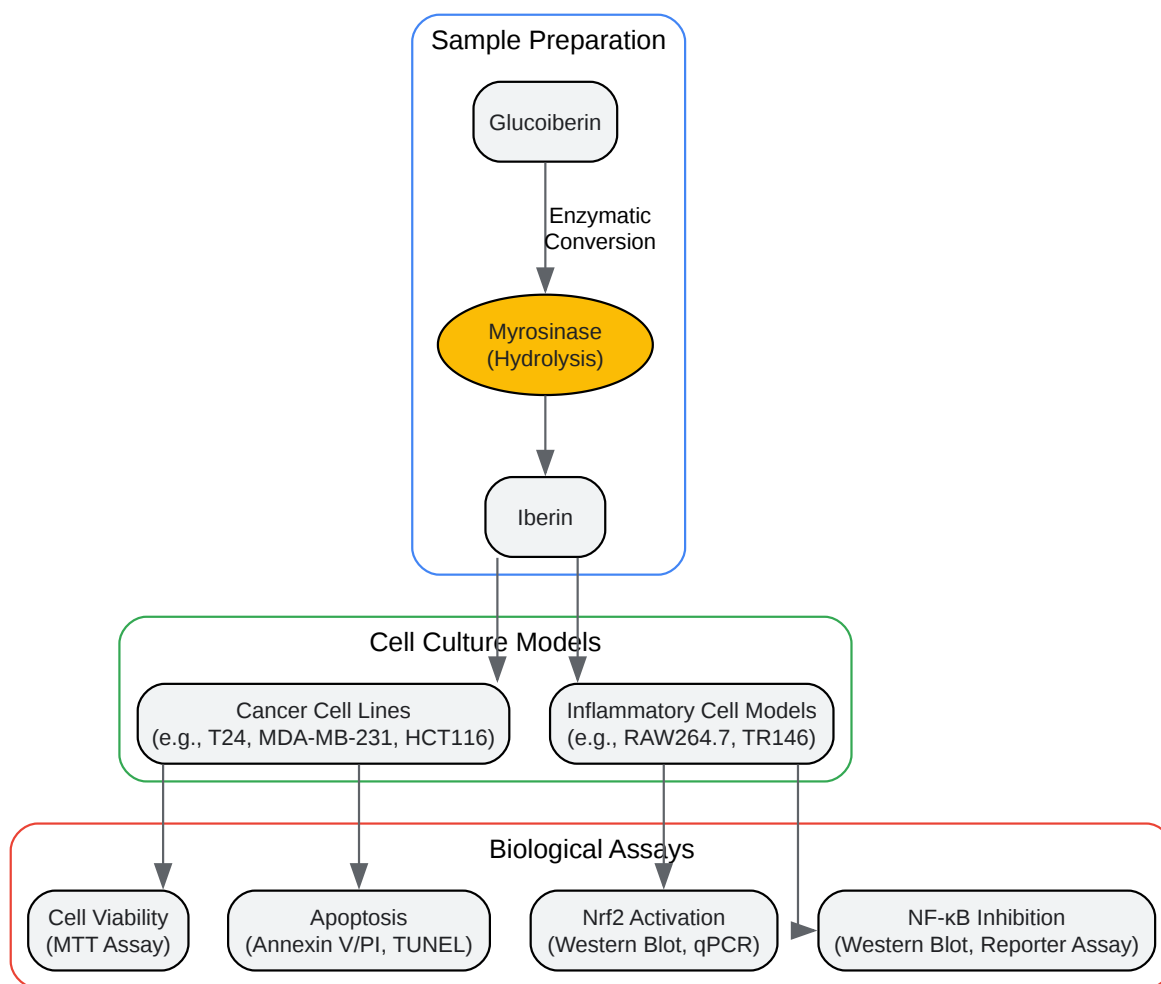 Sample Preparation
Glucoiberin
Enzymatic
Conversion
Myrosinase
(Hydrolysis)
Iberin
Cell Culture Models
Cancer Cell Lines
(e.g., T24, MDA-MB-231, HCT116)
Inflammatory Cell Models
(e.g., RAW264.7, TR146)
Biological Assays
Cell Viability
(MTT Assay)
Apoptosis
(Annexin V/PI, TUNEL)
Nrf2 Activation
(Western Blot, qPCR)
NF-κB Inhibition
(Western Blot, Reporter Assay)